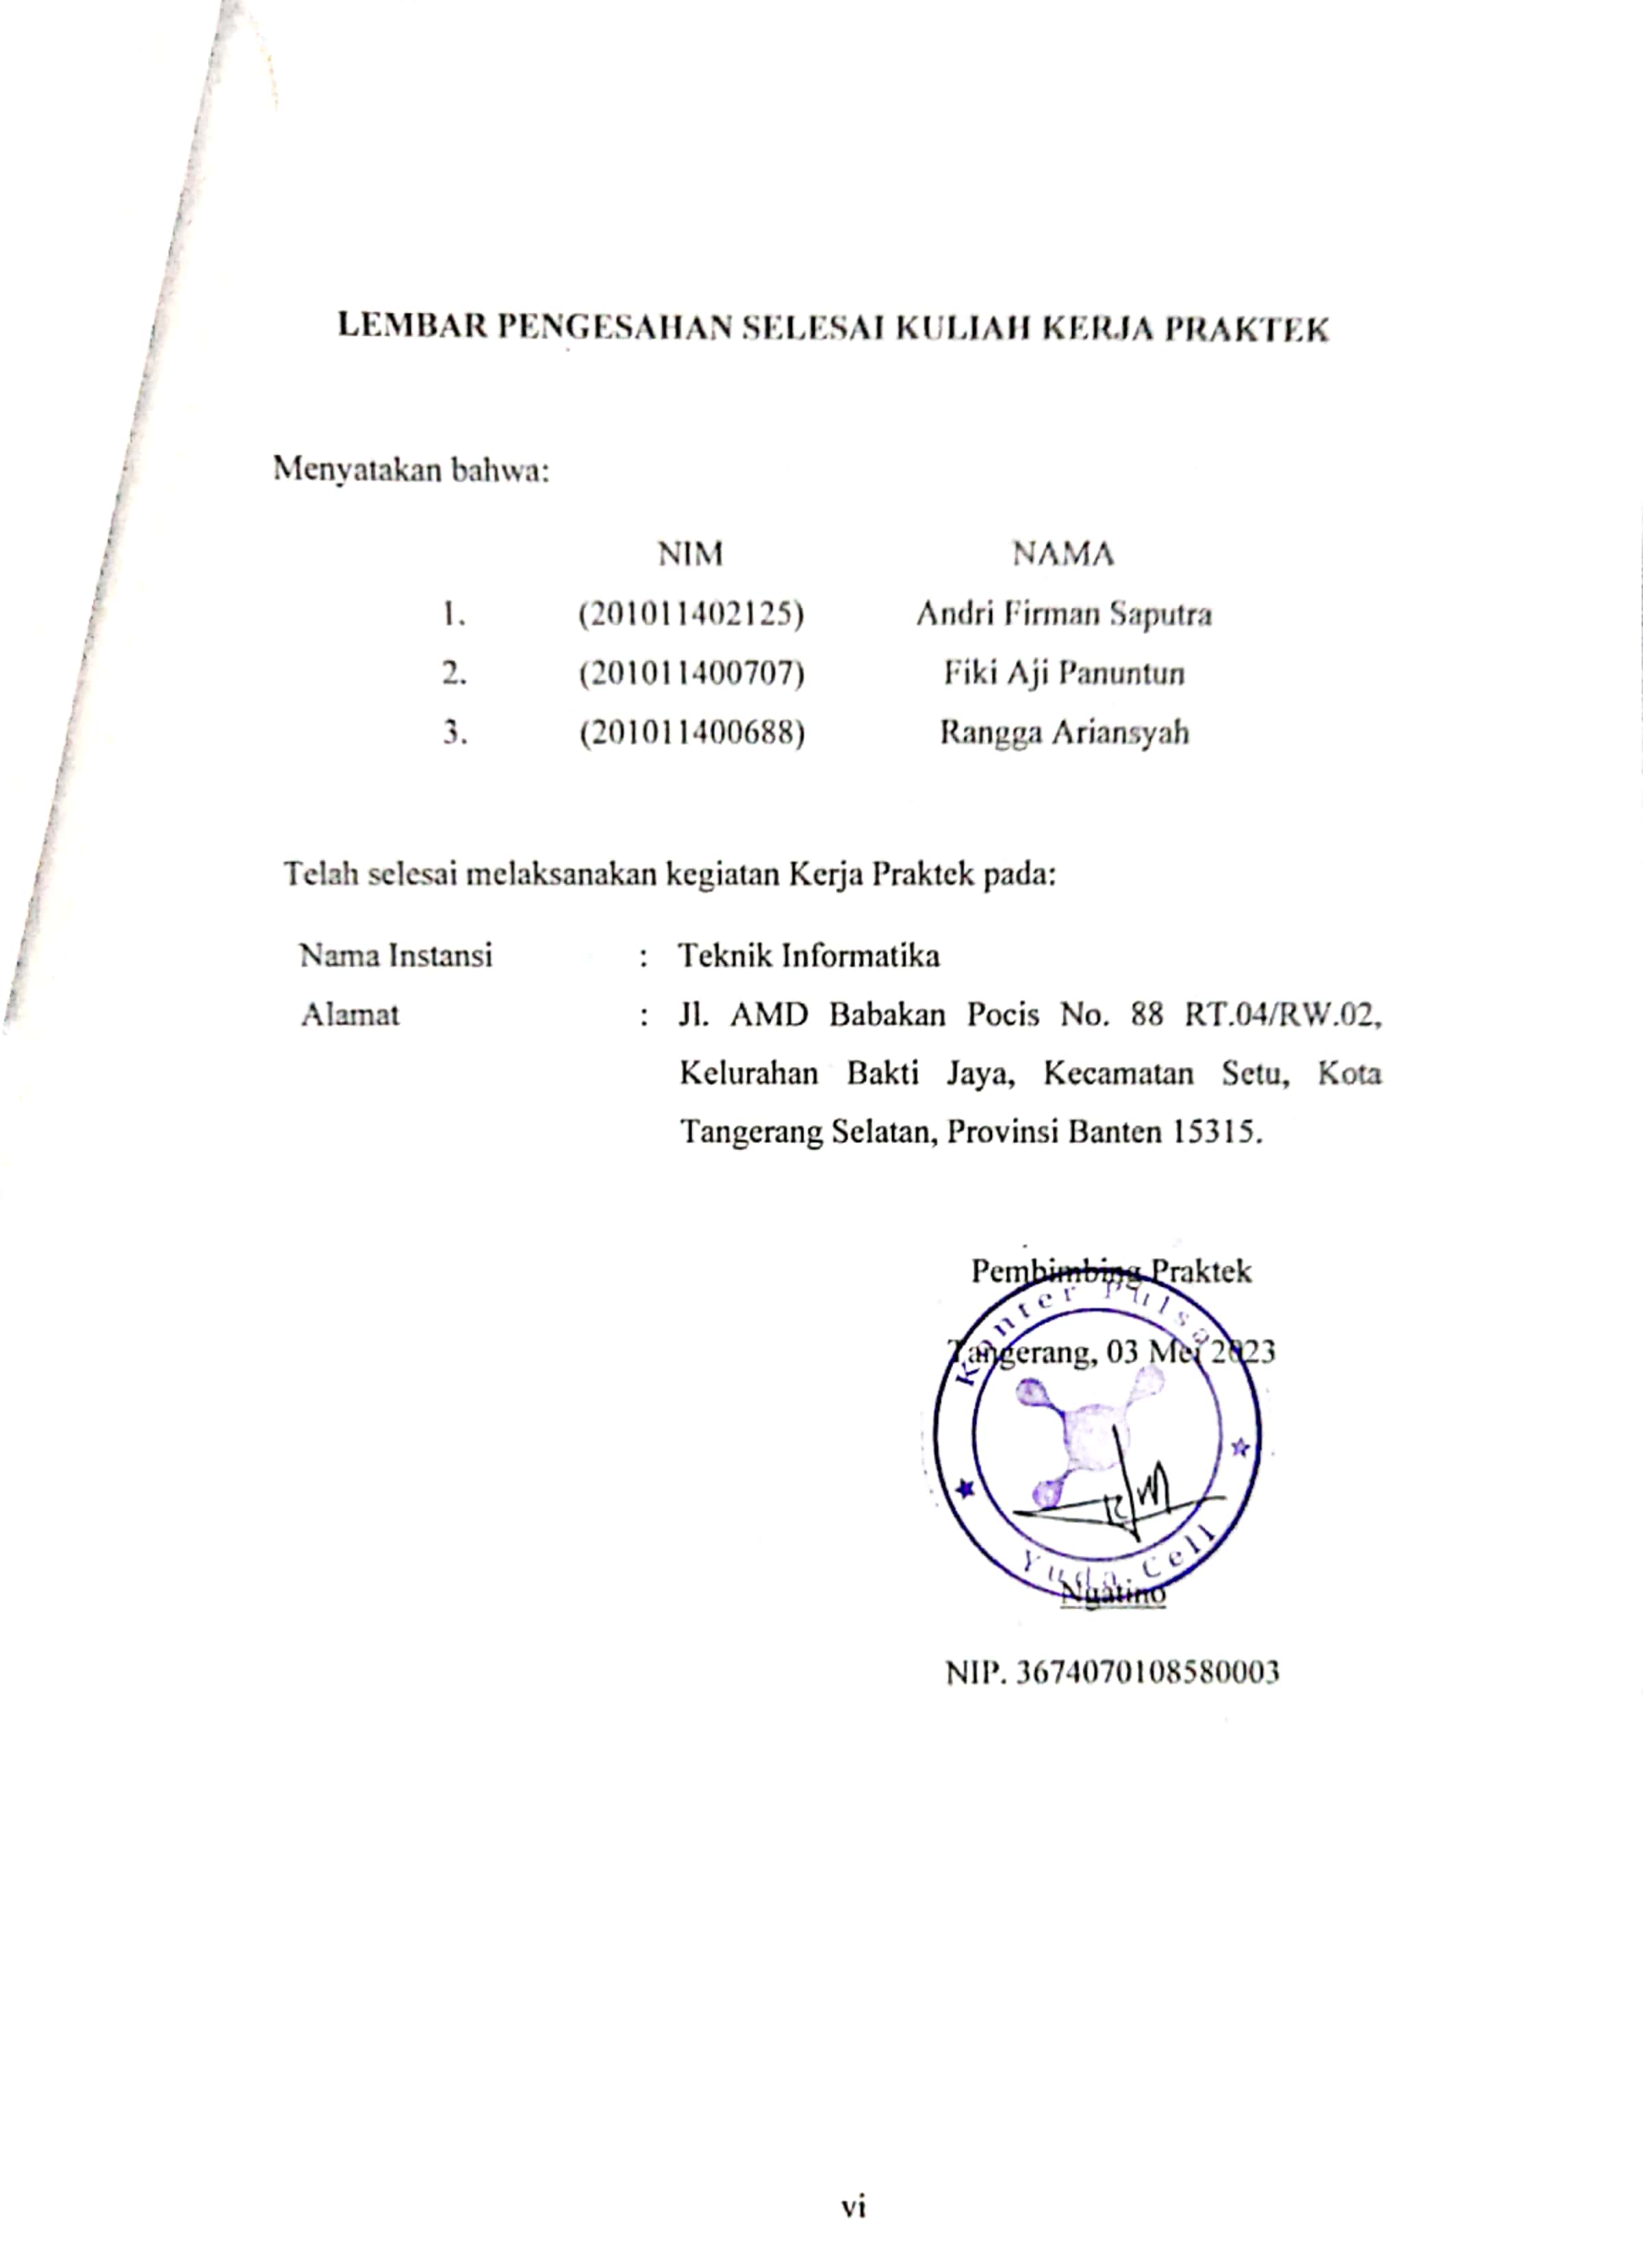 LEMBAR PENGESAHAN SELESAI KULIAH KERJA PRAKTEK
Menyatakan bahwa:
NIM NAMA
1. (201011402125) Andri Firman Saputra
2. (201011400707) Fiki Aji Panuntun
3. (201011400688) Rangga Ariansyah
Telah selesai melaksanakan kegiatan Kerja Praktek pada:
Nama Instansi : Teknik Informatika
Alamat : Jl. AMD Babakan Pocis No. 88 RT.04/RW.02,
Kelurahan Bakti Jaya, Kecamatan Setu, Kota
Tangerang Selatan, Provinsi Banten 15315.
Pembimbing Praktek
Konter Pulsa
Tangerang, 03 Mei 2023
Yuda Cell
Ngatino
NIP. 3674070108580003
vi